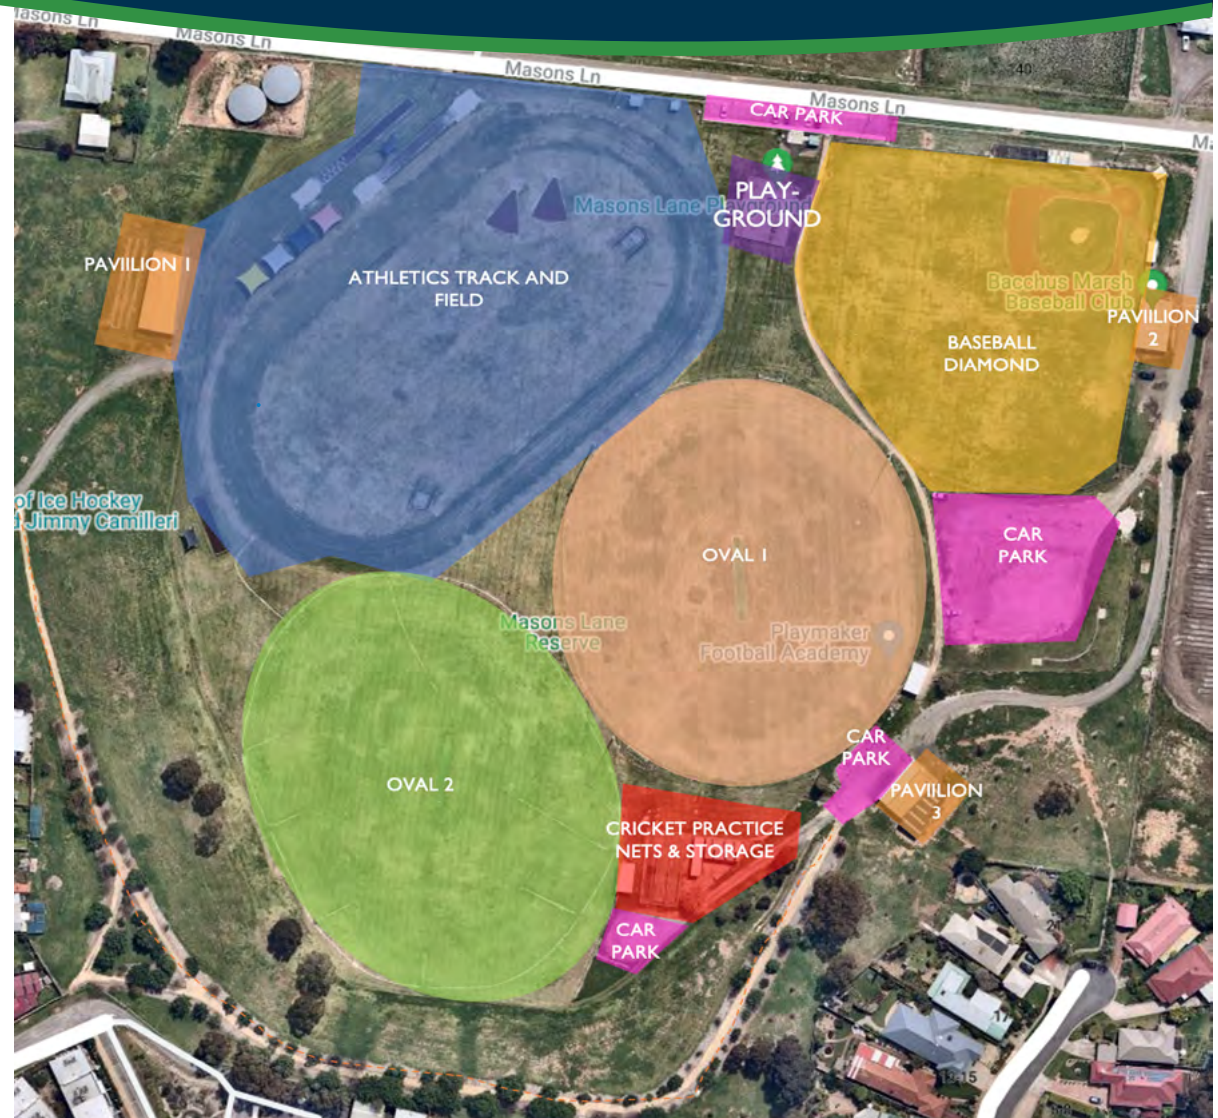 Masons Ln
Masons Ln
Masons Ln
Masons Ln
40
CAR PARK
PLAY-
GROUND
Masons Lane Playground
PAVIILION 1
ATHLETICS TRACK AND
FIELD
Bacchus Marsh
Baseball Club
PAVIILION
2
BASEBALL
DIAMOND
of Ice Hockey
Jimmy Camilleri
CAR
PARK
OVAL 1
Masons Lane
Reserve
Playmaker
Football Academy
CAR
PARK
OVAL 2
PAVIILION
3
CRICKET PRACTICE
NETS & STORAGE
CAR
PARK
17